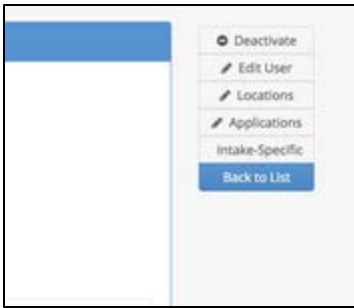 Deactivate
Edit User
Locations
Applications
Intake-Specific
Back to List